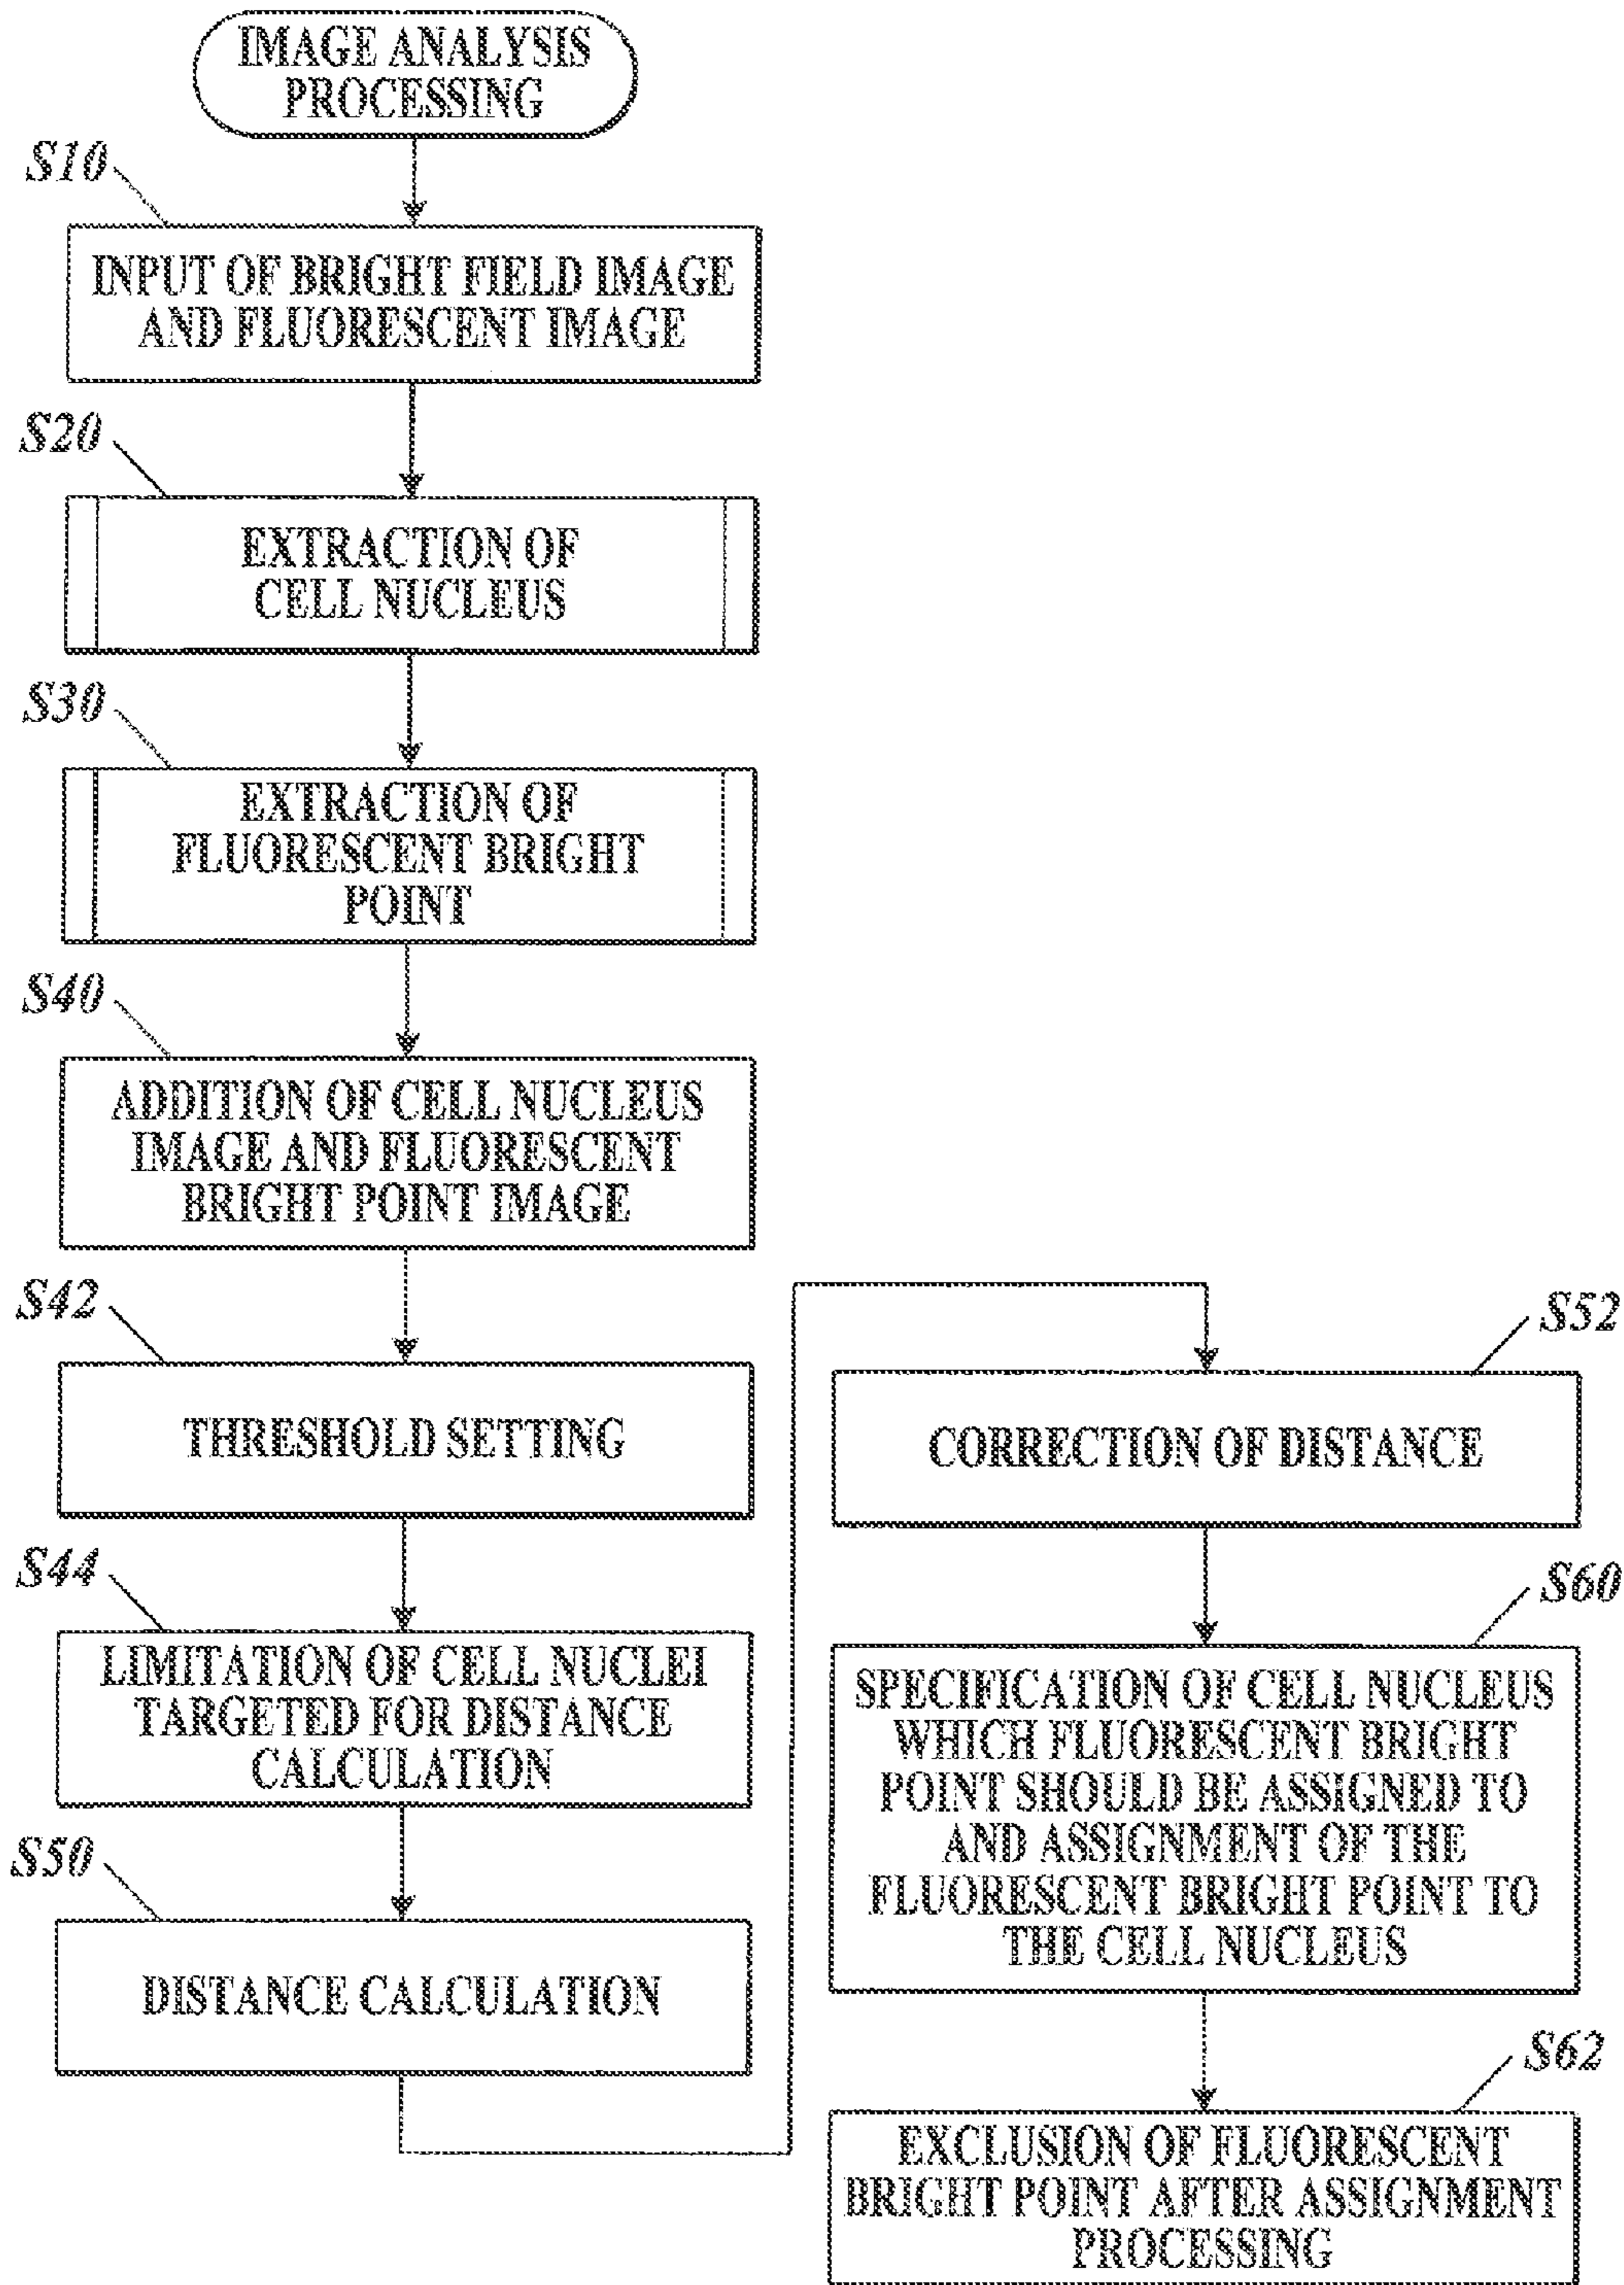 IMAGE ANALYSIS
PROCESSING
S10
INPUT OF BRIGHT FIELD IMAGE
AND FLUORESCENT IMAGE
S20
EXTRACTION OF
CELL NUCLEUS
S30
EXTRACTION OF
FLUORESCENT BRIGHT
POINT
S40
ADDITION OF CELL NUCLEUS
IMAGE AND FLUORESCENT
BRIGHT POINT IMAGE
S42
THRESHOLD SETTING
S44
LIMITATION OF CELL NUCLEI
TARGETED FOR DISTANCE
CALCULATION
S50
DISTANCE CALCULATION
S52
CORRECTION OF DISTANCE
S60
SPECIFICATION OF CELL NUCLEUS
WHICH FLUORESCENT BRIGHT
POINT SHOULD BE ASSIGNED TO
AND ASSIGNMENT OF THE
FLUORESCENT BRIGHT POINT TO
THE CELL NUCLEUS
S62
EXCLUSION OF FLUORESCENT
BRIGHT POINT AFTER ASSIGNMENT
PROCESSING